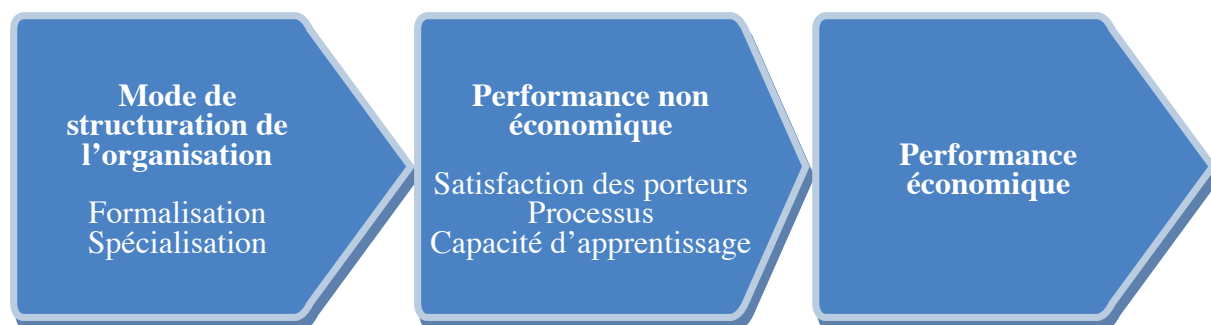 Mode de
structuration de
l’organisation
Formalisation
Spécialisation
Performance non
économique
Satisfaction des porteurs
Processus
Capacité d’apprentissage
Performance
économique